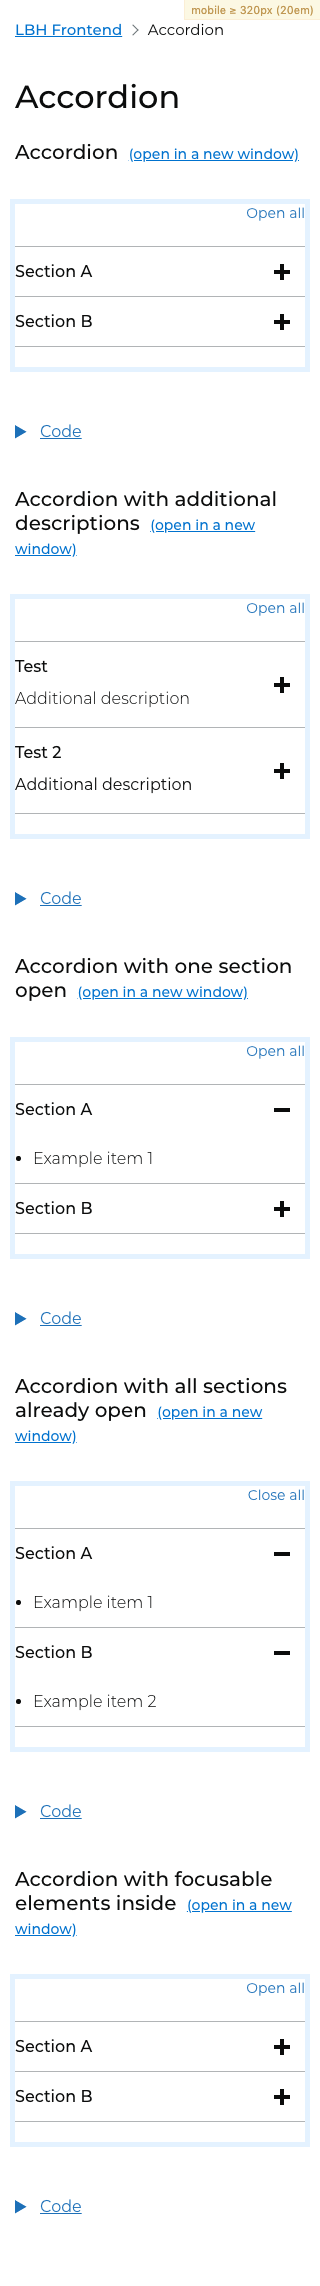 mobile ≥ 320px (20em)
LBH Frontend > Accordion
Accordion
Accordion (open in a new window)
Open all
Section A
Section B
Code
Accordion with additional
descriptions (open in a new
window)
Open all
Test
Additional description
Test 2
Additional description
Code
Accordion with one section
open (open in a new window)
Open all
Section A
Example item 1
Section B
Code
Accordion with all sections
already open (open in a new
window)
Close all
Section A
Example item 1
Section B
Example item 2
Code
Accordion with focusable
elements inside (open in a new
window)
Open all
Section A
Section B
Code